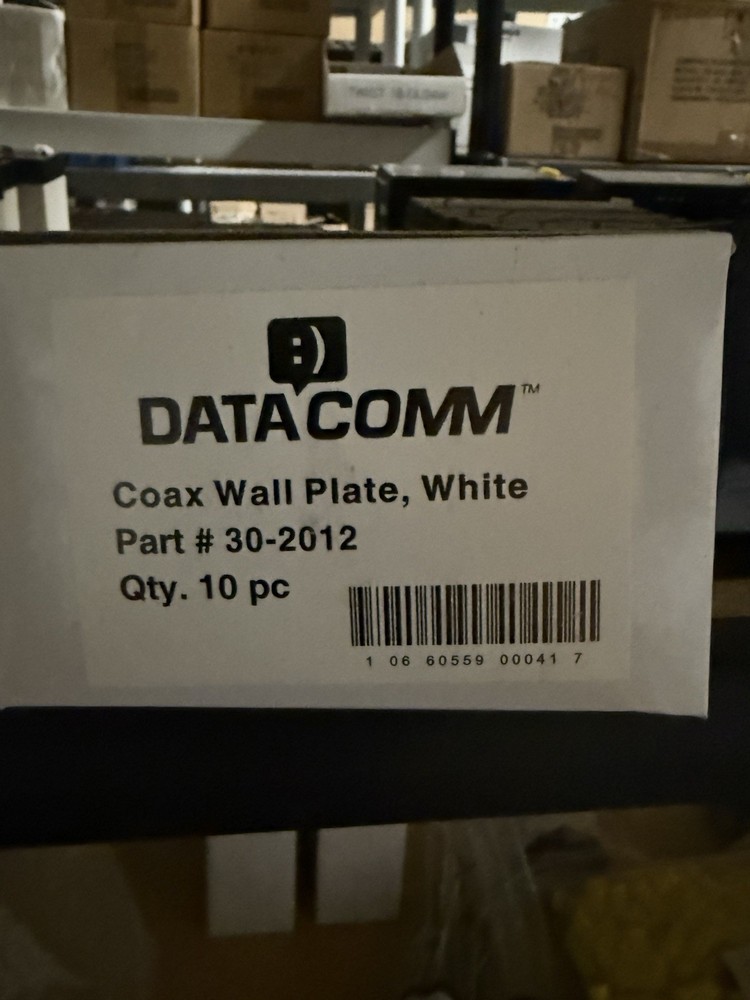 :)
DATACOMM™
Coax Wall Plate, White
Part # 30-2012
Qty. 10 pc
1 06 60559 00041 7